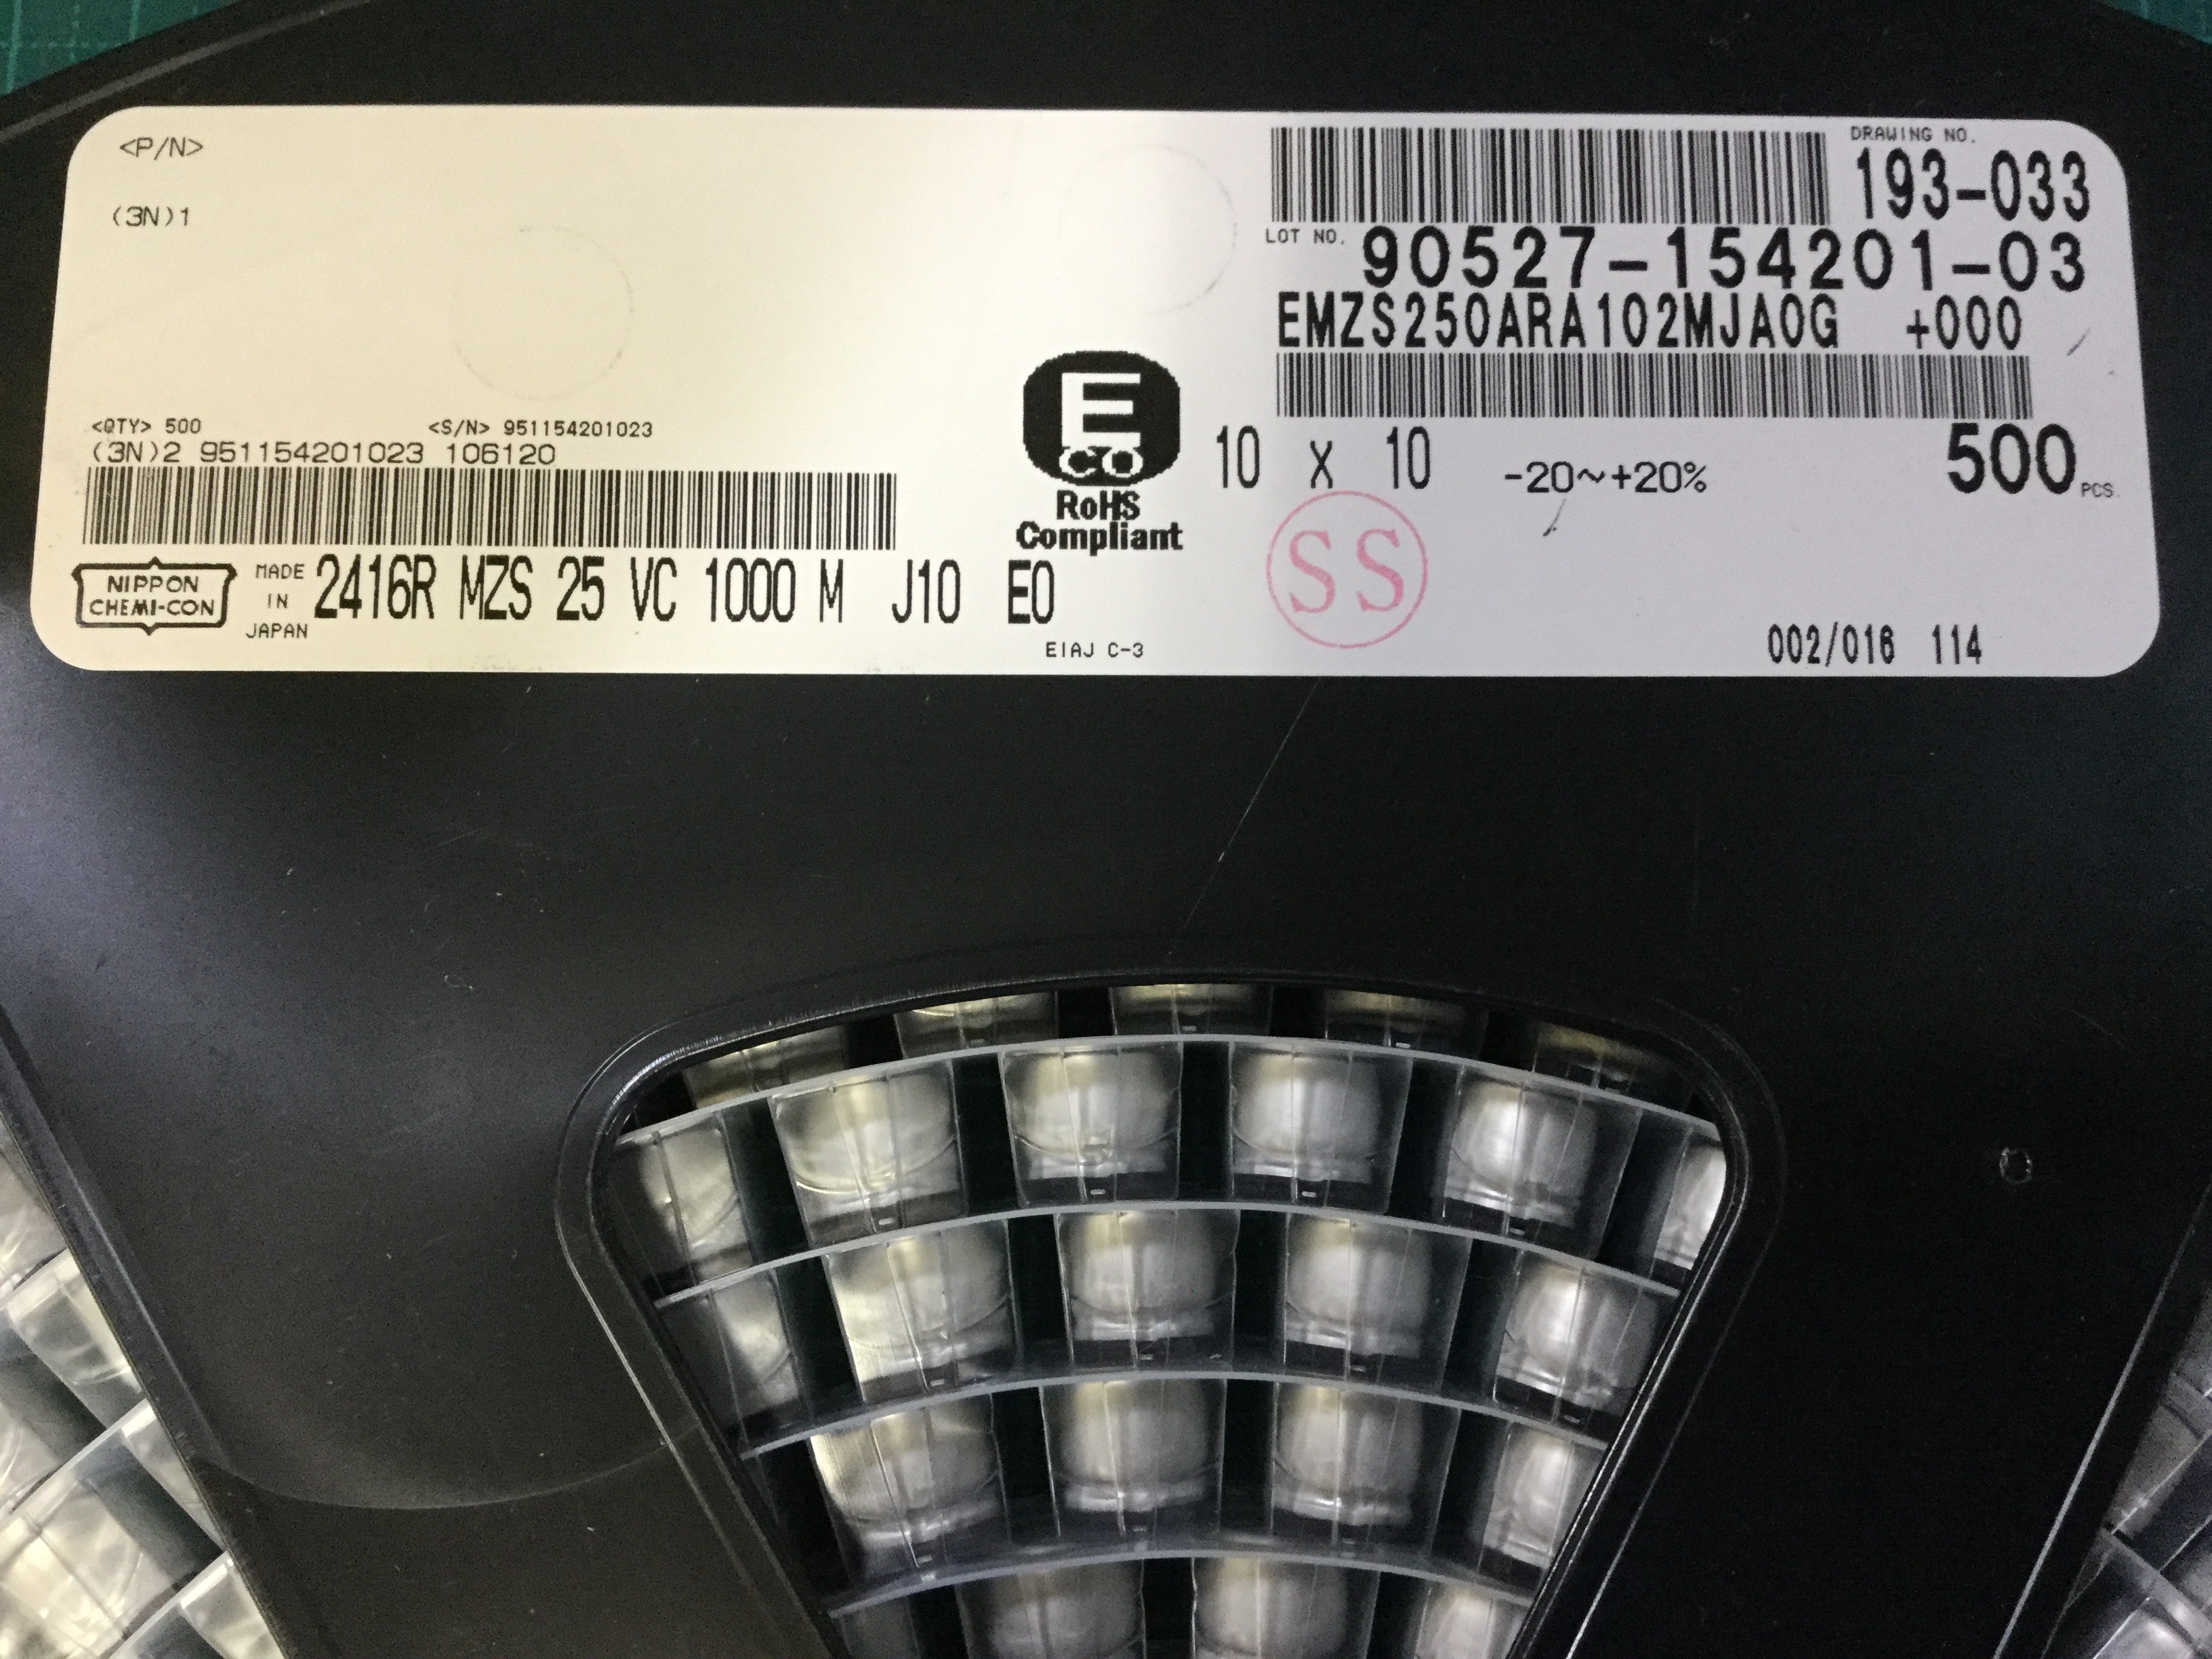 <P/N>
(3N)1
<QTY> 500 <S/N> 951154201023
(3N)2 951154201023 106120
NIPPON
CHEMI-CON
MADE
IN
JAPAN
2416R MZS 25 VC 1000 M J10 E0
EIAJ C-3
E
CO
RoHS
Compliant
DRAWING NO.
193-033
LOT NO. 90527-154201-03
EMZS250ARA102MJA0G +000
10 X 10 -20~+20% 500 PCS.
SS
002/016 114